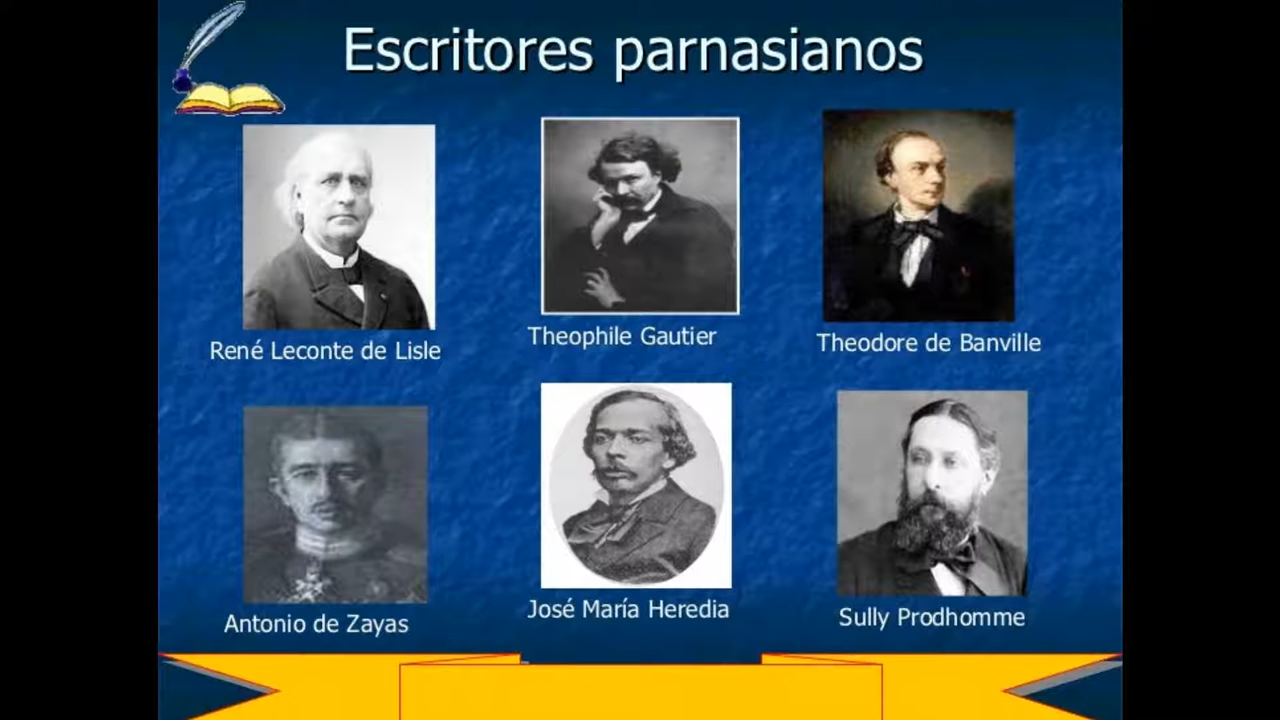 Escritores parnasianos
René Leconte de Lisle
Theophile Gautier
Theodore de Banville
Antonio de Zayas
José María Heredia
Sully Prodhomme